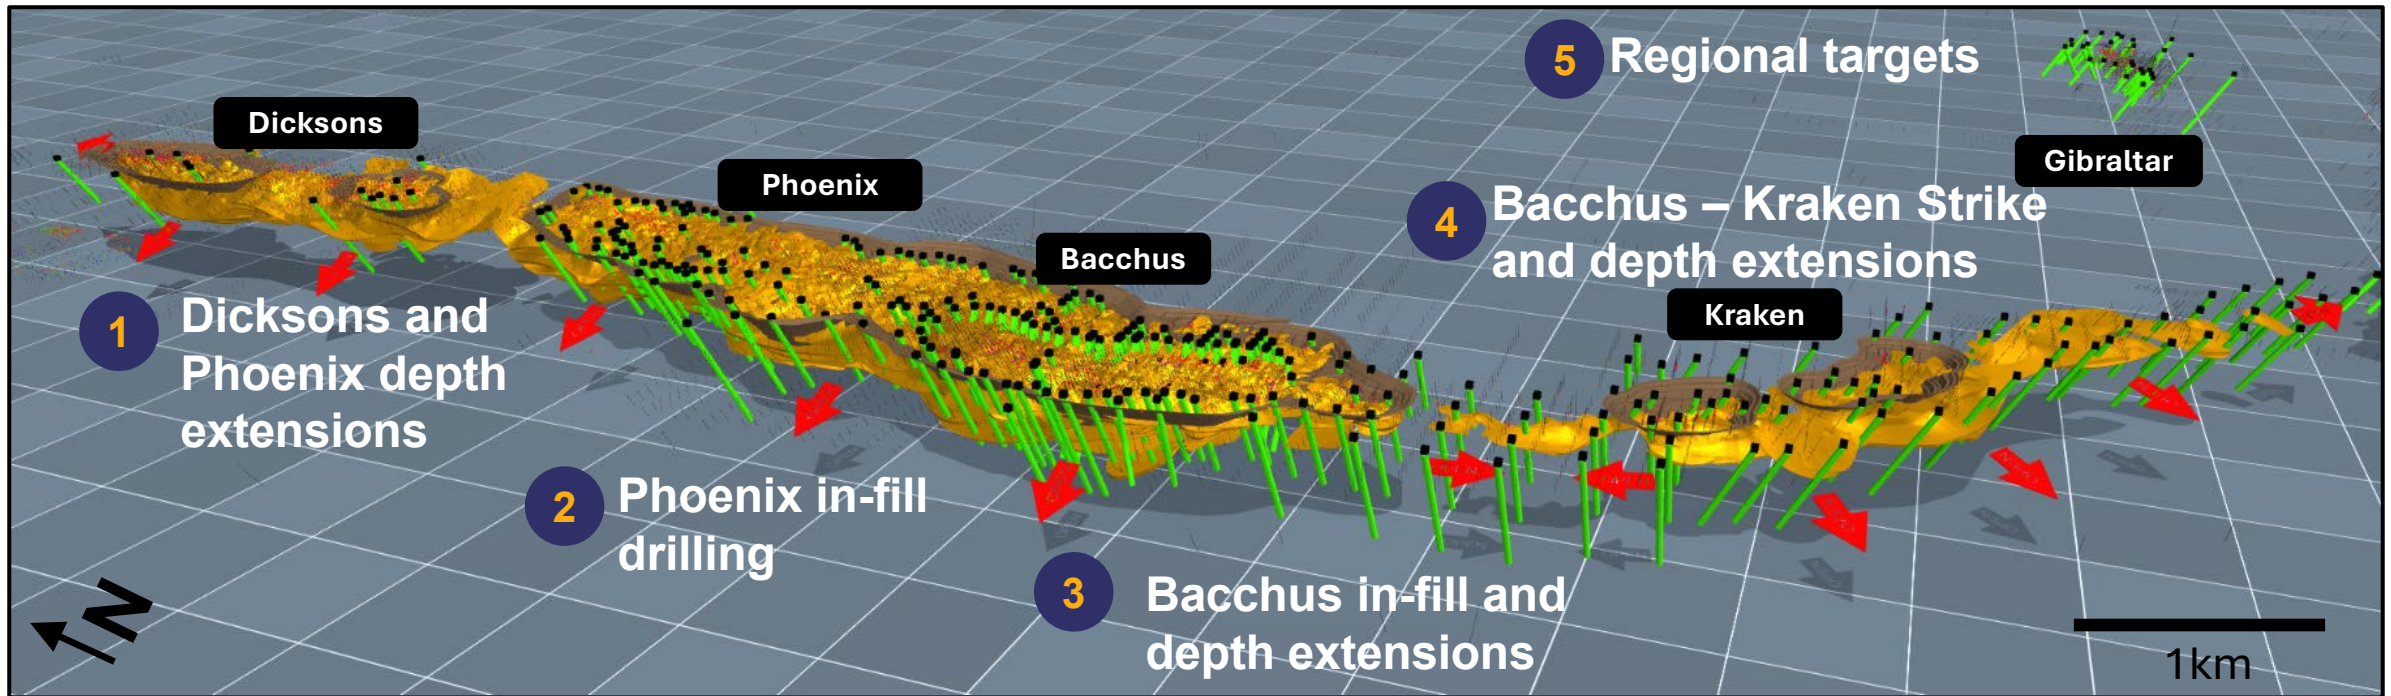 5 Regional targets
Dicksons
Phoenix
Gibraltar
Bacchus
4 Bacchus – Kraken Strike
and depth extensions
Kraken
1 Dicksons and
Phoenix depth
extensions
2 Phoenix in-fill
drilling
3 Bacchus in-fill and
depth extensions
N
1km